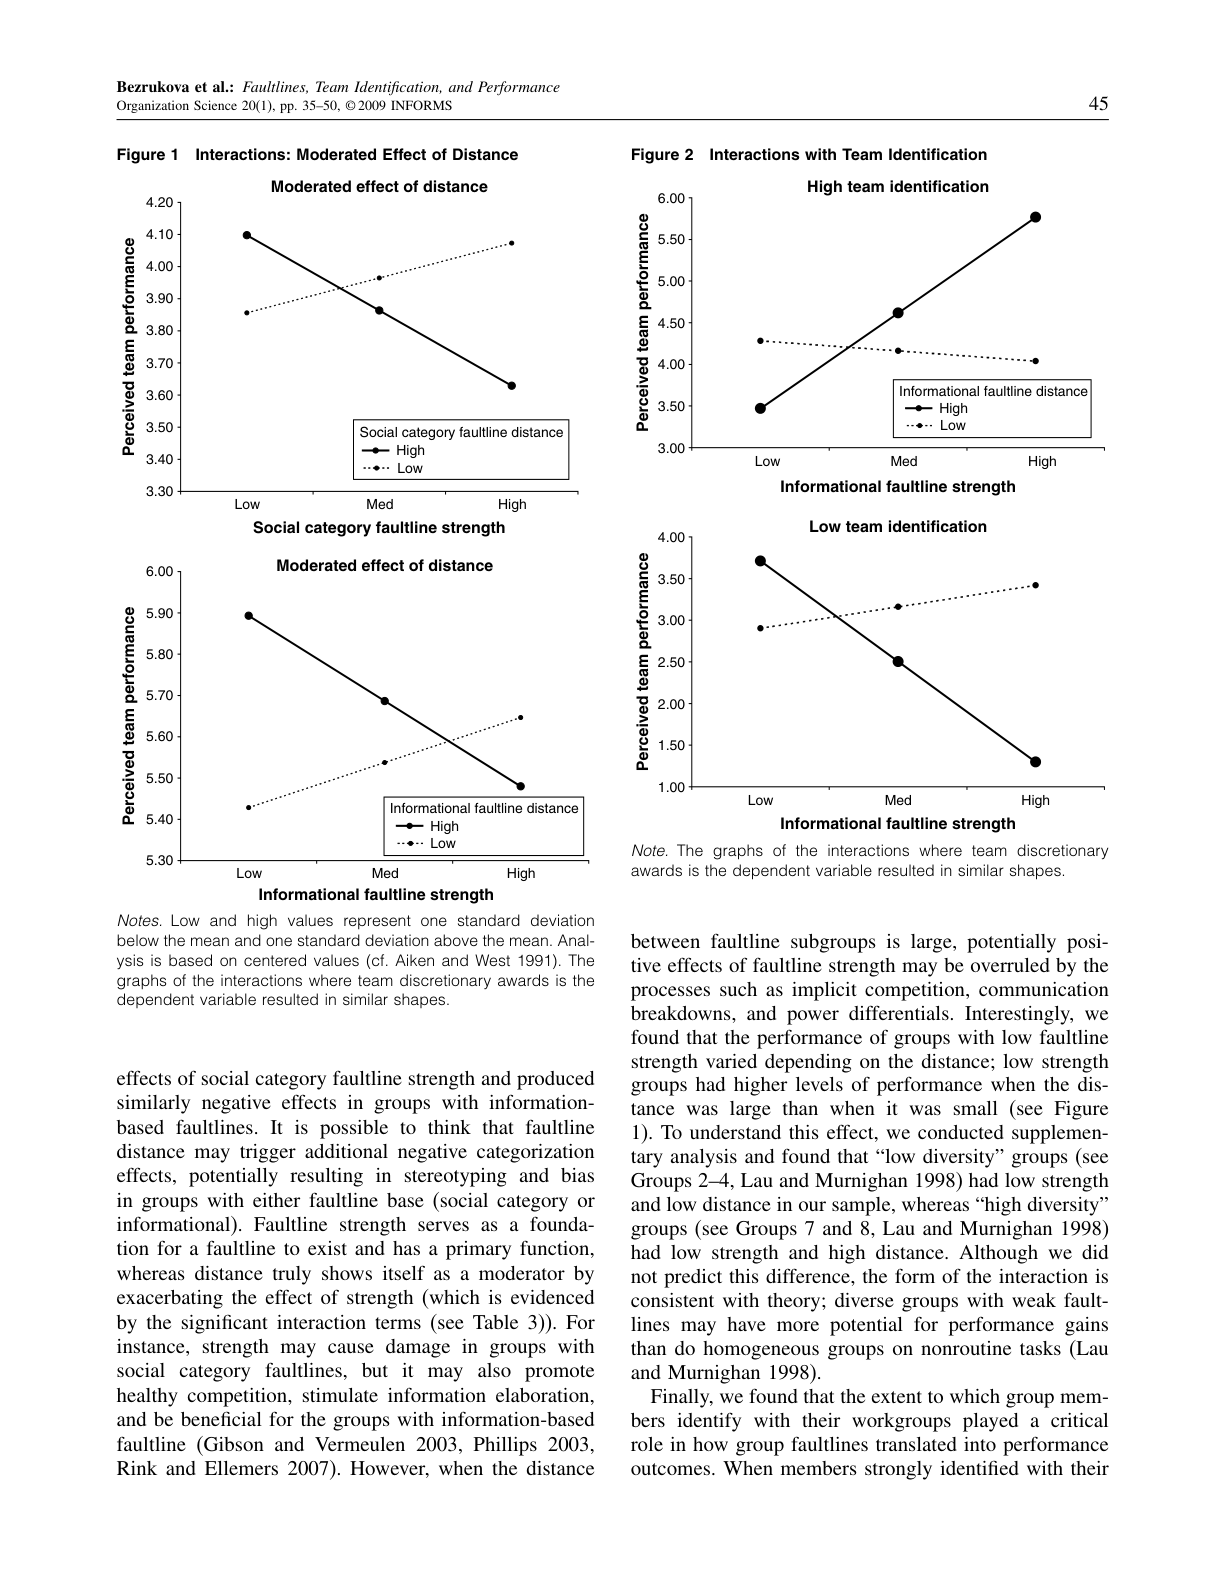 Bezrukova et al.: Faultlines, Team Identification, and Performance
Organization Science 20(1), pp. 35–50, © 2009 INFORMS
45
Figure 1 Interactions: Moderated Effect of Distance
Moderated effect of distance
4.20
4.10
4.00
3.90
3.80
3.70
3.60
3.50
3.40
3.30
Perceived team performance
Social category faultline distance
High
Low
Low
Med
High
Social category faultline strength
Moderated effect of distance
6.00
5.90
5.80
5.70
5.60
5.50
5.40
5.30
Perceived team performance
Informational faultline distance
High
Low
Low
Med
High
Informational faultline strength
Notes. Low and high values represent one standard deviation
below the mean and one standard deviation above the mean. Anal-
ysis is based on centered values (cf. Aiken and West 1991). The
graphs of the interactions where team discretionary awards is the
dependent variable resulted in similar shapes.
effects of social category faultline strength and produced
similarly negative effects in groups with information-
based faultlines. It is possible to think that faultline
distance may trigger additional negative categorization
effects, potentially resulting in stereotyping and bias
in groups with either faultline base (social category or
informational). Faultline strength serves as a founda-
tion for a faultline to exist and has a primary function,
whereas distance truly shows itself as a moderator by
exacerbating the effect of strength (which is evidenced
by the significant interaction terms (see Table 3)). For
instance, strength may cause damage in groups with
social category faultlines, but it may also promote
healthy competition, stimulate information elaboration,
and be beneficial for the groups with information-based
faultline (Gibson and Vermeulen 2003, Phillips 2003,
Rink and Ellemers 2007). However, when the distance
Figure 2 Interactions with Team Identification
High team identification
6.00
5.50
5.00
4.50
4.00
3.50
3.00
Perceived team performance
Informational faultline distance
High
Low
Low
Med
High
Informational faultline strength
Low team identification
4.00
3.50
3.00
2.50
2.00
1.50
1.00
Perceived team performance
Low
Med
High
Informational faultline strength
Note. The graphs of the interactions where team discretionary
awards is the dependent variable resulted in similar shapes.
between faultline subgroups is large, potentially posi-
tive effects of faultline strength may be overruled by the
processes such as implicit competition, communication
breakdowns, and power differentials. Interestingly, we
found that the performance of groups with low faultline
strength varied depending on the distance; low strength
groups had higher levels of performance when the dis-
tance was large than when it was small (see Figure
1). To understand this effect, we conducted supplemen-
tary analysis and found that “low diversity” groups (see
Groups 2–4, Lau and Murnighan 1998) had low strength
and low distance in our sample, whereas “high diversity”
groups (see Groups 7 and 8, Lau and Murnighan 1998)
had low strength and high distance. Although we did
not predict this difference, the form of the interaction is
consistent with theory; diverse groups with weak fault-
lines may have more potential for performance gains
than do homogeneous groups on nonroutine tasks (Lau
and Murnighan 1998).
Finally, we found that the extent to which group mem-
bers identify with their workgroups played a critical
role in how group faultlines translated into performance
outcomes. When members strongly identified with their